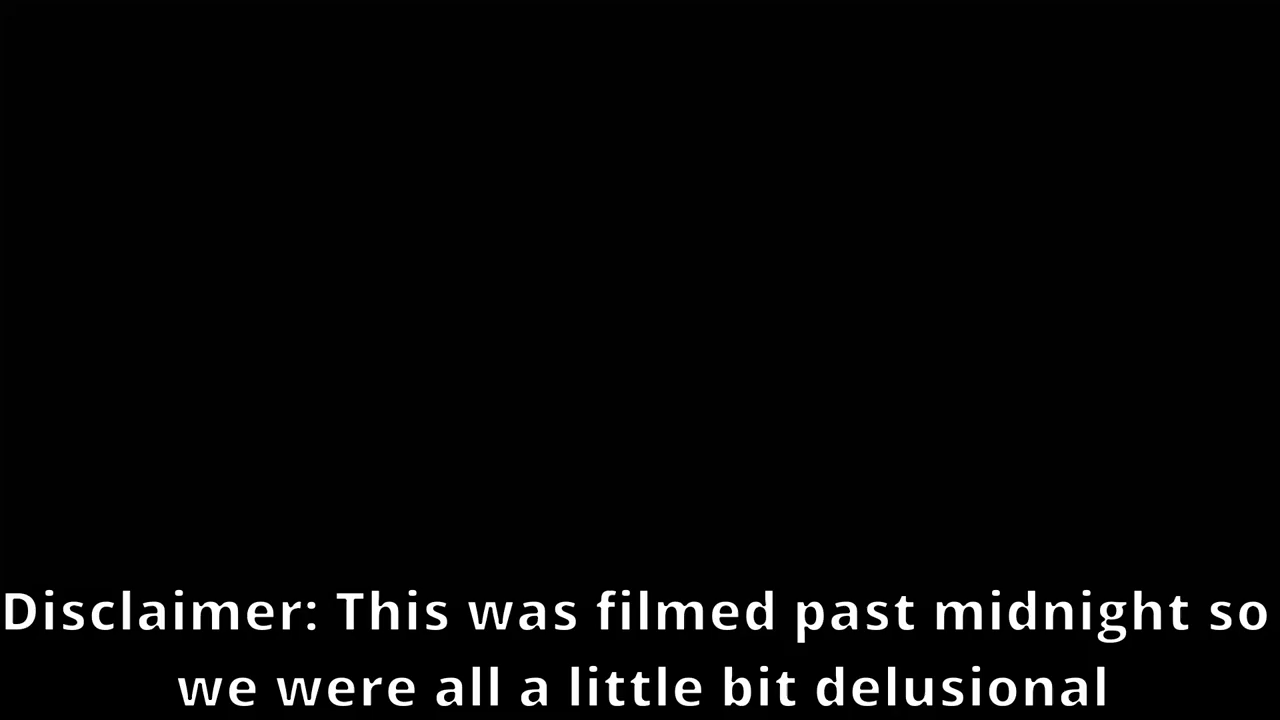 Disclaimer: This was filmed past midnight so
we were all a little bit delusional